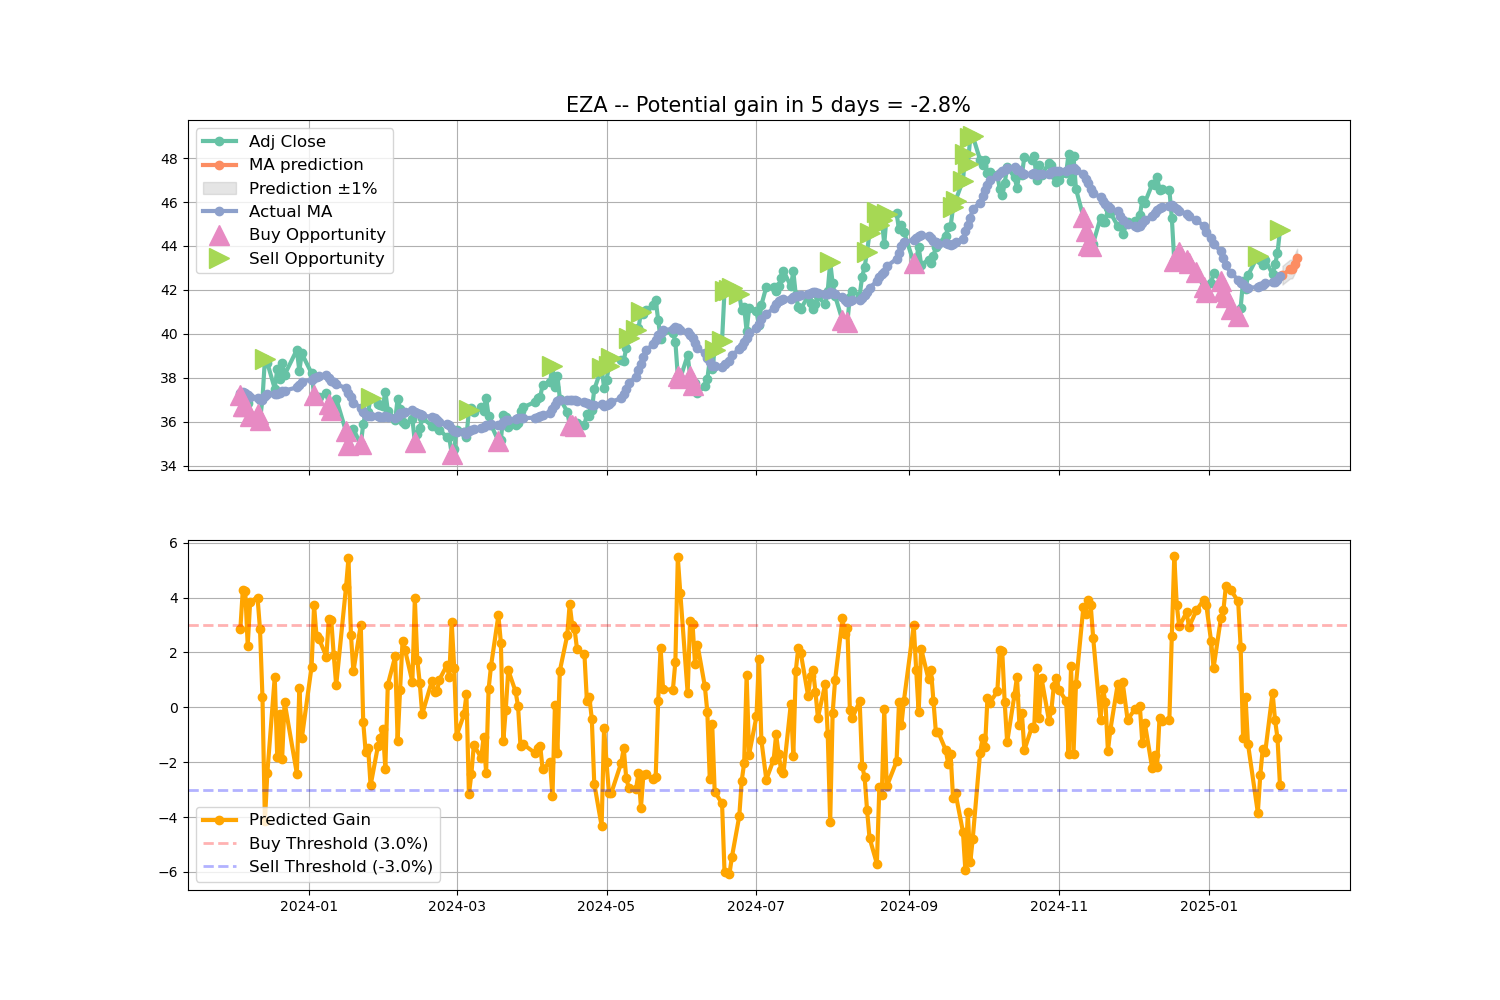 EZA -- Potential gain in 5 days = -2.8%
Adj Close
MA prediction
Prediction ±1%
Actual MA
Buy Opportunity
Sell Opportunity
48
46
44
42
40
38
36
34
6
4
2
0
−2
−4
−6
Predicted Gain
Buy Threshold (3.0%)
Sell Threshold (-3.0%)
2024-01
2024-03
2024-05
2024-07
2024-09
2024-11
2025-01